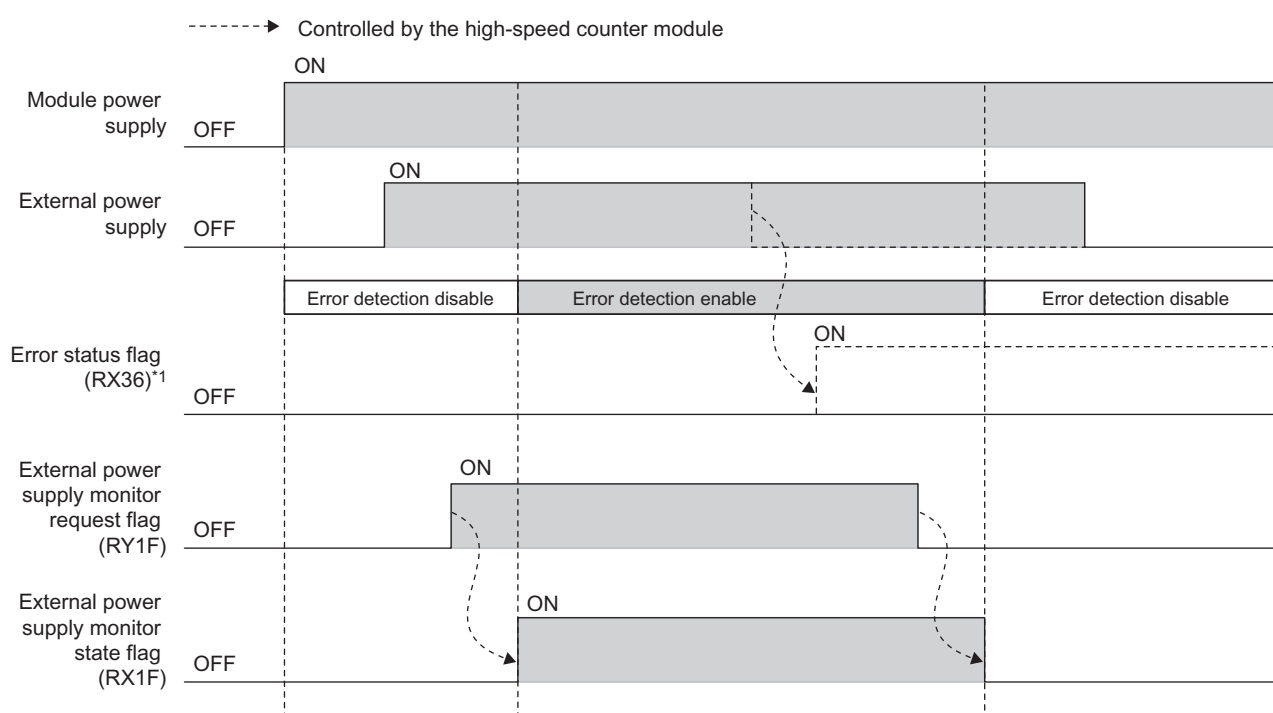 Controlled by the high-speed counter module
ON
Module power
supply
OFF
ON
External power
supply
OFF
Error detection disable
Error detection enable
Error detection disable
ON
Error status flag
(RX36)*1
OFF
ON
External power
supply monitor
request flag
(RY1F)
OFF
ON
External power
supply monitor
state flag
(RX1F)
OFF